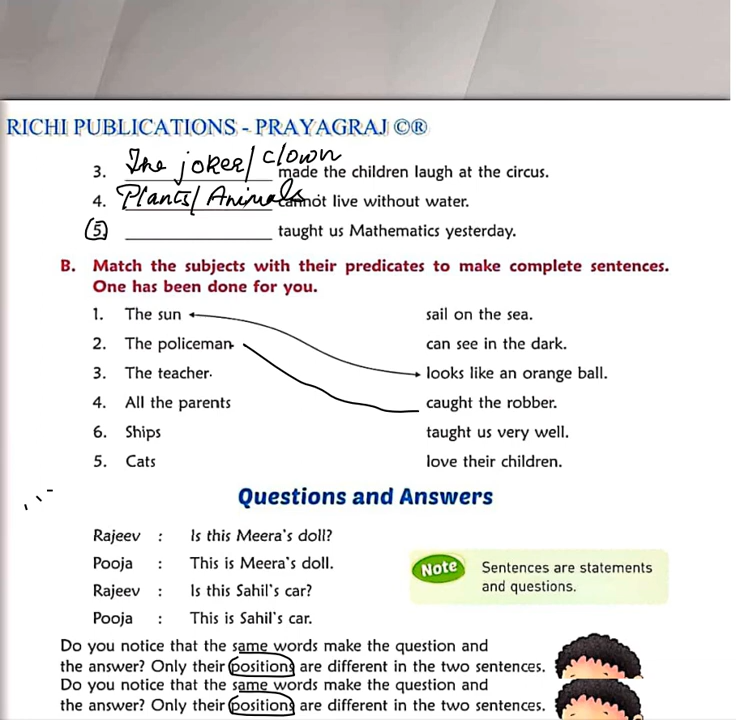 RICHI PUBLICATIONS - PRAYAGRAJ ©®
3. The joker/clown made the children laugh at the circus.
4. Plants/Animals cannot live without water.
5. taught us Mathematics yesterday.
B. Match the subjects with their predicates to make complete sentences.
One has been done for you.
1. The sun sail on the sea.
2. The policeman can see in the dark.
3. The teacher looks like an orange ball.
4. All the parents caught the robber.
6. Ships taught us very well.
5. Cats love their children.
Questions and Answers
Rajeev : Is this Meera's doll?
Pooja : This is Meera's doll.
Rajeev : Is this Sahil's car?
Pooja : This is Sahil's car.
Note Sentences are statements
and questions.
Do you notice that the same words make the question and
the answer? Only their positions are different in the two sentences.
Do you notice that the same words make the question and
the answer? Only their positions are different in the two sentences.